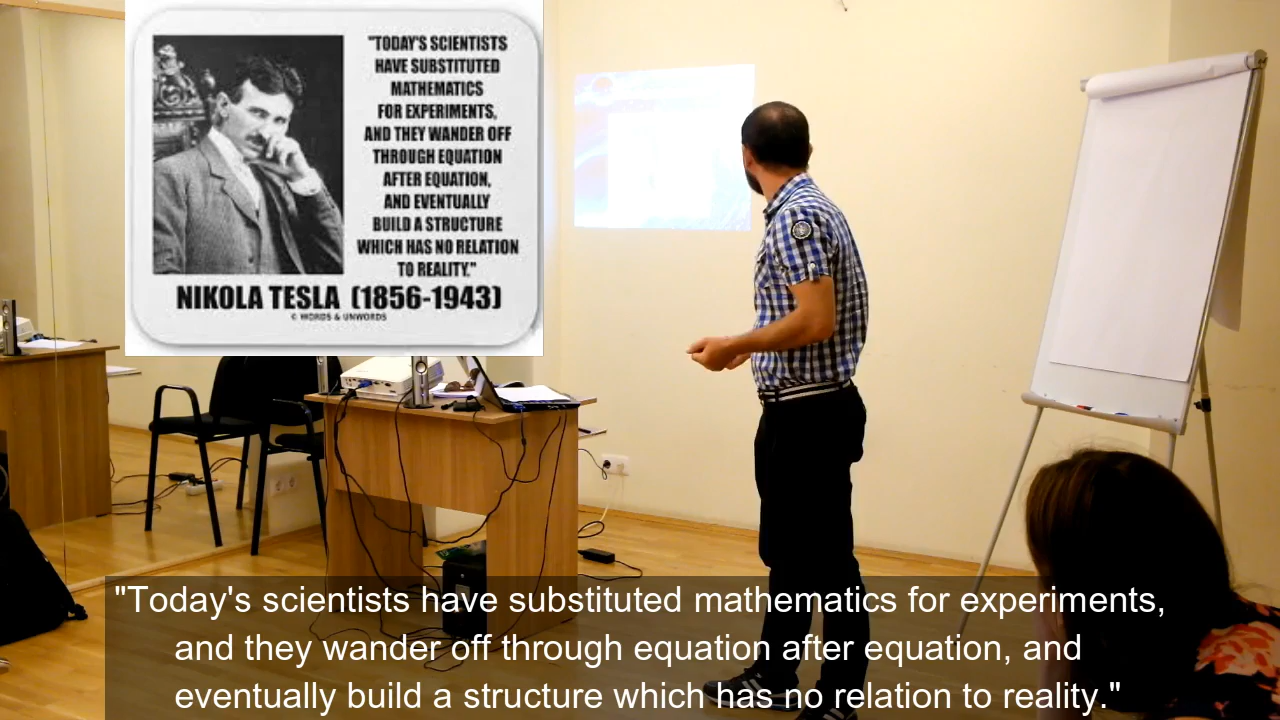 "TODAY'S SCIENTISTS
HAVE SUBSTITUTED
MATHEMATICS
FOR EXPERIMENTS,
AND THEY WANDER OFF
THROUGH EQUATION
AFTER EQUATION,
AND EVENTUALLY
BUILD A STRUCTURE
WHICH HAS NO RELATION
TO REALITY."
NIKOLA TESLA (1856-1943)
© WORDS & UNWORDS
"Today's scientists have substituted mathematics for experiments,
and they wander off through equation after equation, and
eventually build a structure which has no relation to reality."